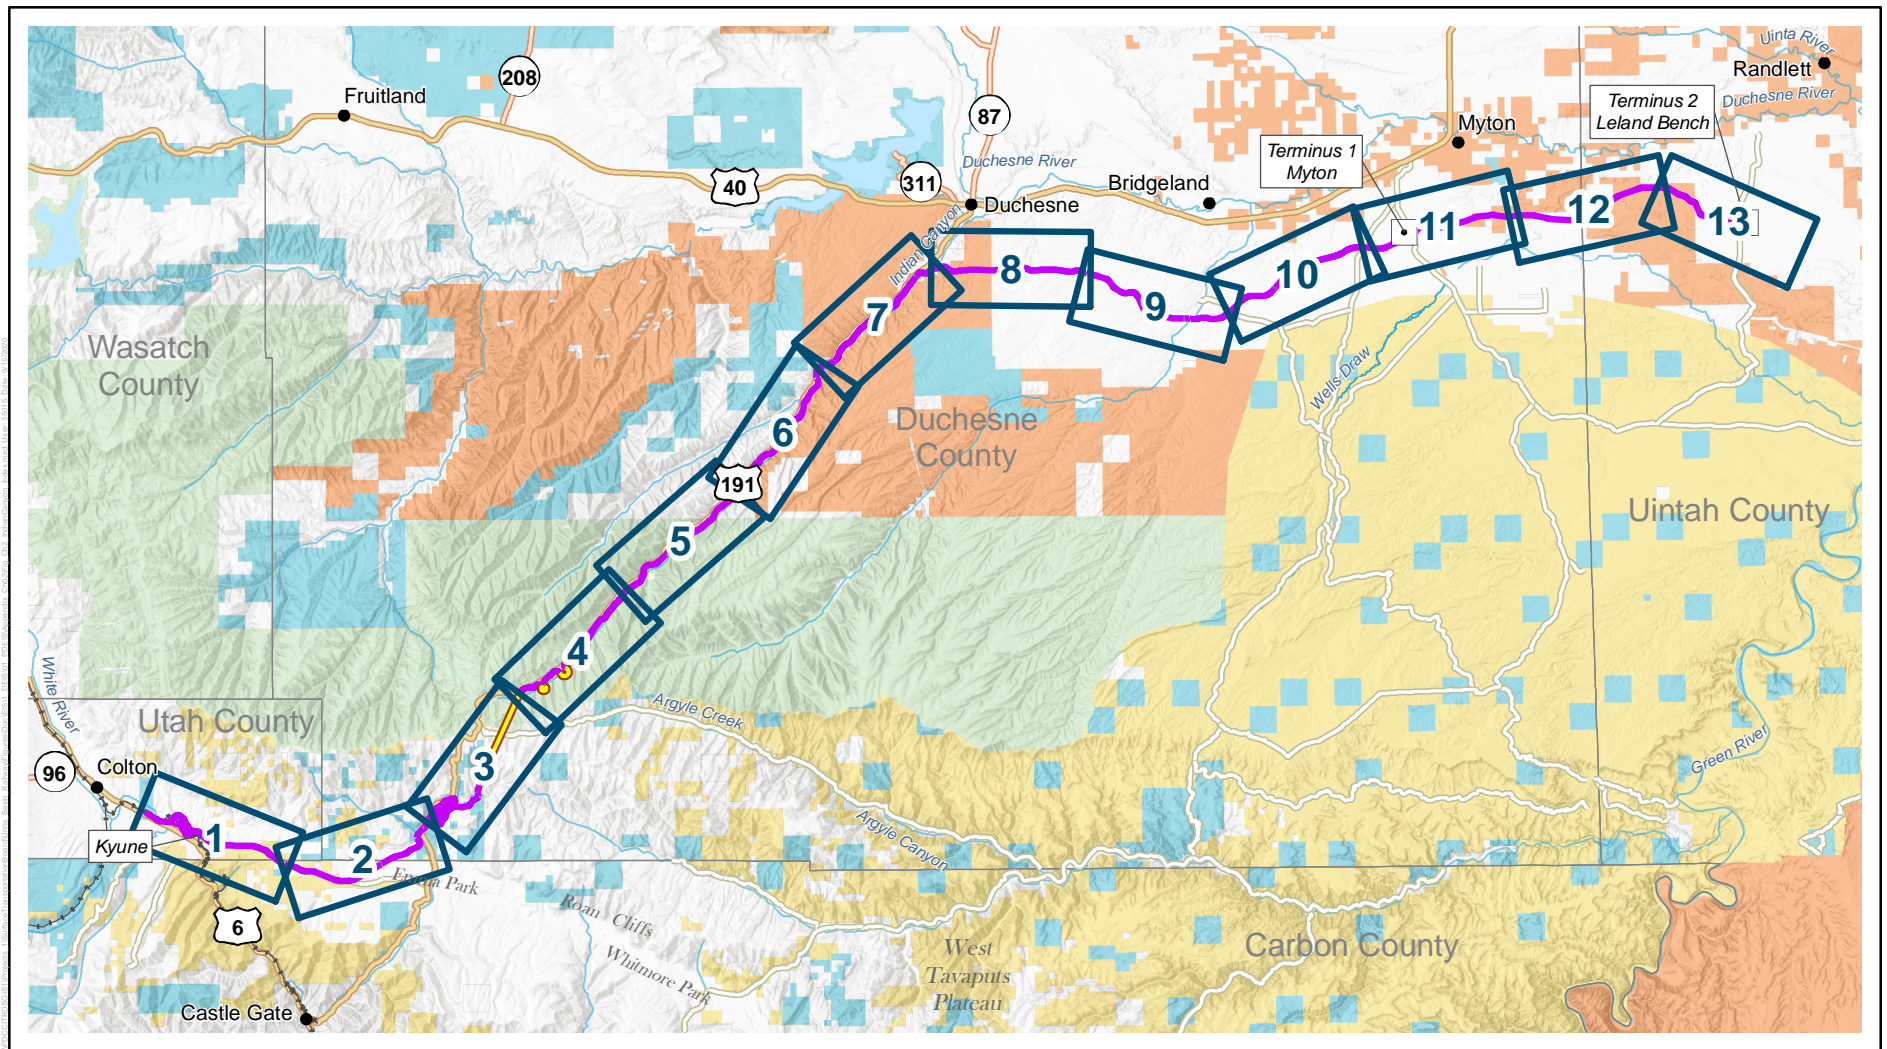 Uinta River
Randlett
208
Fruitland
Duchesne River
87
Terminus 2
Leland Bench
Myton
Terminus 1
Myton
Duchesne River
40
311
Bridgeland
Duchesne
Indian Canyon
13
12
11
10
8
9
7
Wasatch
County
Wells Draw
Duchesne
County
6
191
Uintah County
5
4
White River
Utah County
Argyle Creek
Green River
96
Colton
3
1
Kyune
2
Argyle Canyon
Emma Park
Roan Cliffs
6
West
Tavaputs
Plateau
Whitmore Park
Carbon County
Castle Gate